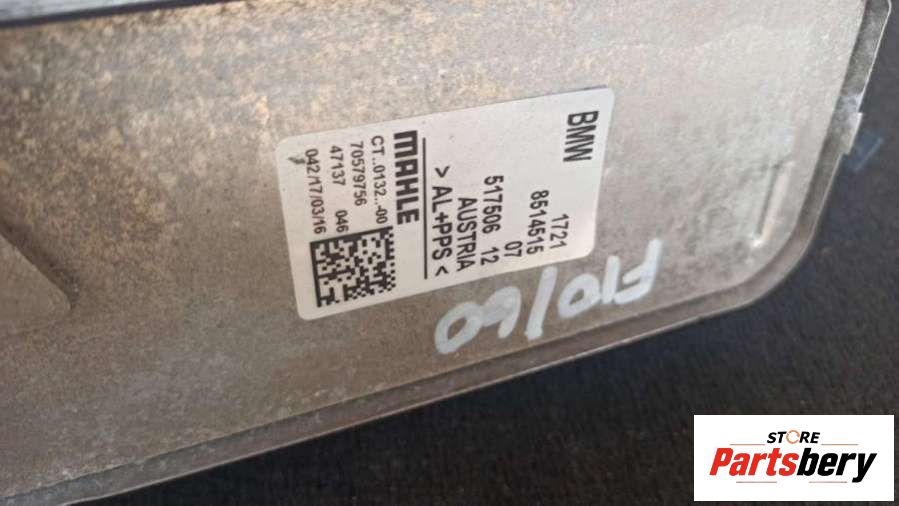 BMW
1721
8514515
07
517506 12
AUSTRIA
> AL+PPS <
MAHLE
CT..0132..-00
70579756
47137 046
042/17/03/16
F10/60
STORE
Partsbery